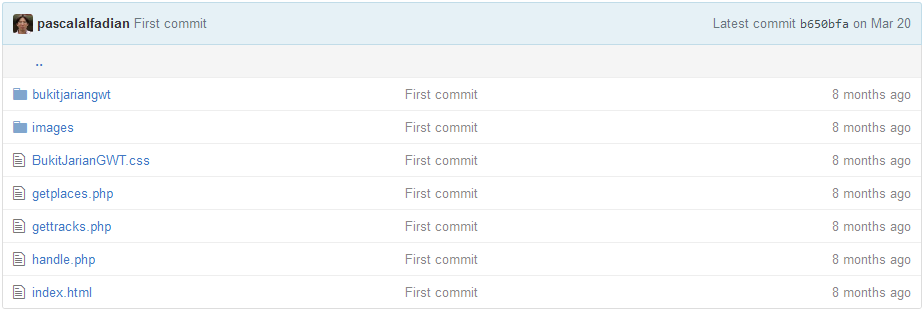 pascalalfadian First commit Latest commit b650bfa on Mar 20
..
bukitjariangwt First commit 8 months ago
images First commit 8 months ago
BukitJarianGWT.css First commit 8 months ago
getplaces.php First commit 8 months ago
gettracks.php First commit 8 months ago
handle.php First commit 8 months ago
index.html First commit 8 months ago